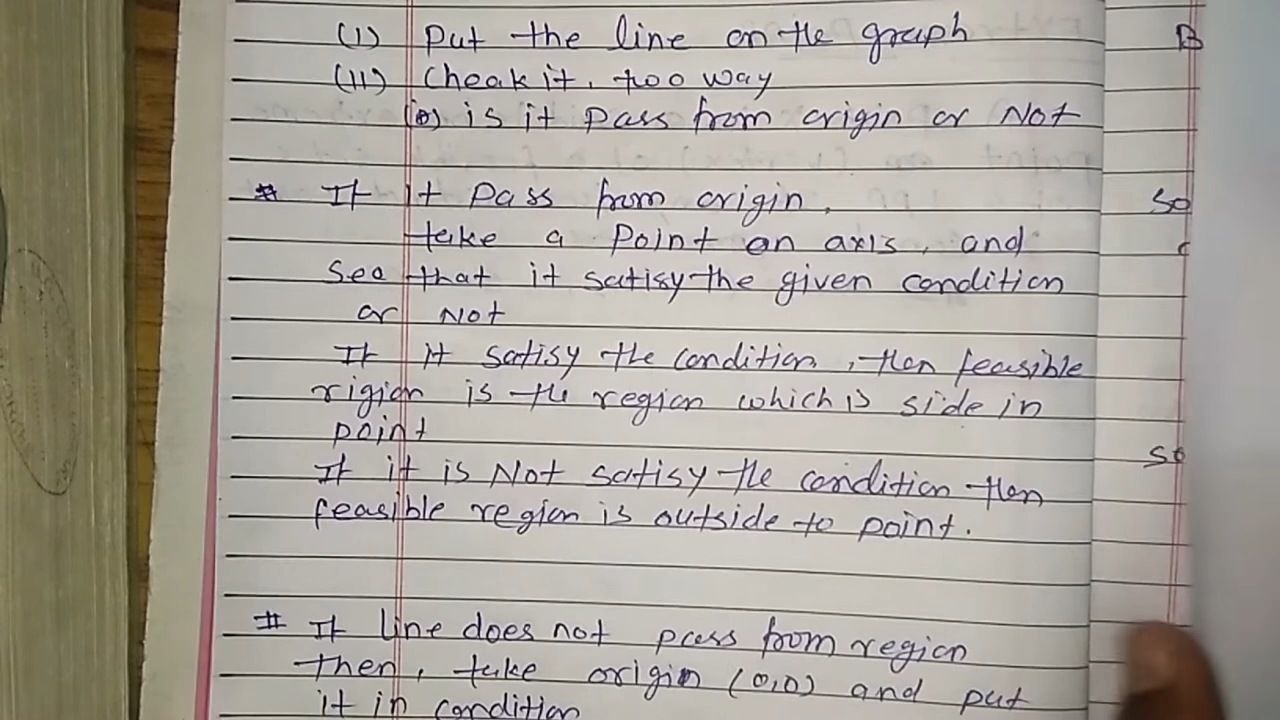 (I) Put the line on the graph
(II) Cheak it, too way
(i) is it Pass from origin or Not
* If it Pass from origin,
take a Point on axis, and
See that it satisy the given condition
or Not
If it satisy the condition, then feasible
rigion is the region which is side in
point
If it is Not satisy the condition then
feasible region is outside to point.
# If line does not pass from region
Then, take origin (0,0) and put
it in condition
B
So
So